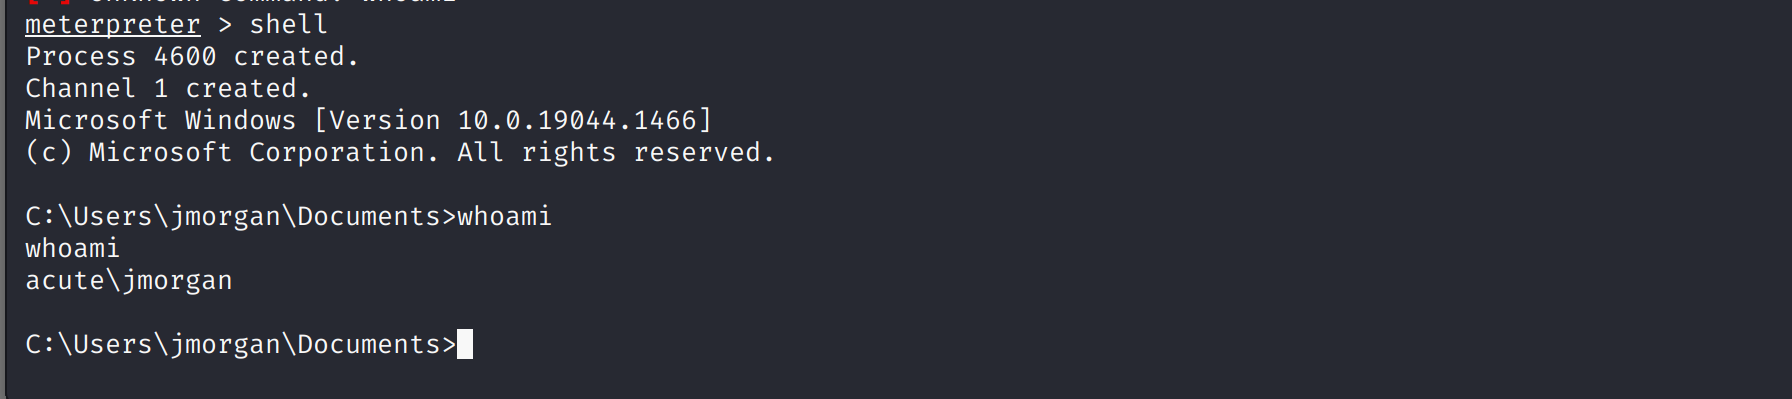 meterpreter > shell
Process 4600 created.
Channel 1 created.
Microsoft Windows [Version 10.0.19044.1466]
(c) Microsoft Corporation. All rights reserved.
C:\Users\jmorgan\Documents>whoami
whoami
acute\jmorgan
C:\Users\jmorgan\Documents>